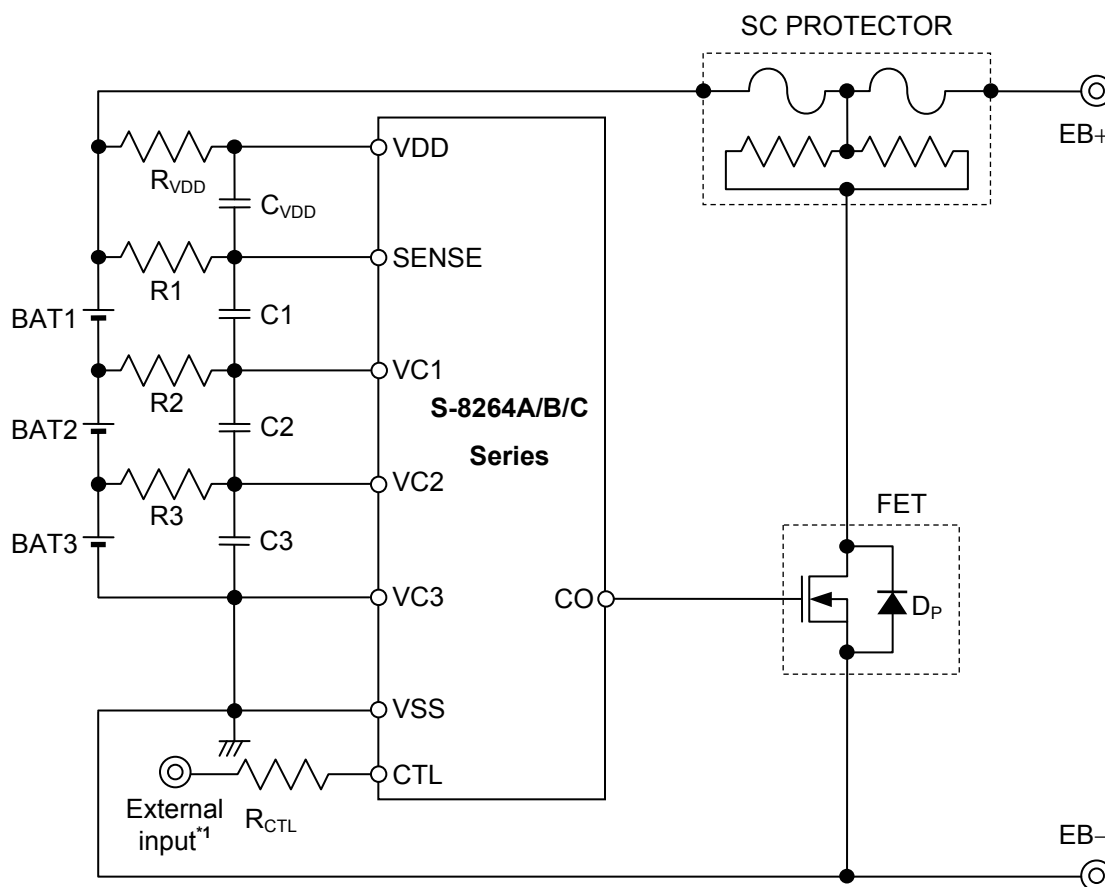 SC PROTECTOR
EB+
VDD
RVDD
CVDD
SENSE
R1
BAT1
C1
VC1
R2
S-8264A/B/C
Series
BAT2
C2
VC2
R3
FET
BAT3
C3
VC3
CO
DP
VSS
CTL
External
input*1
RCTL
EB−